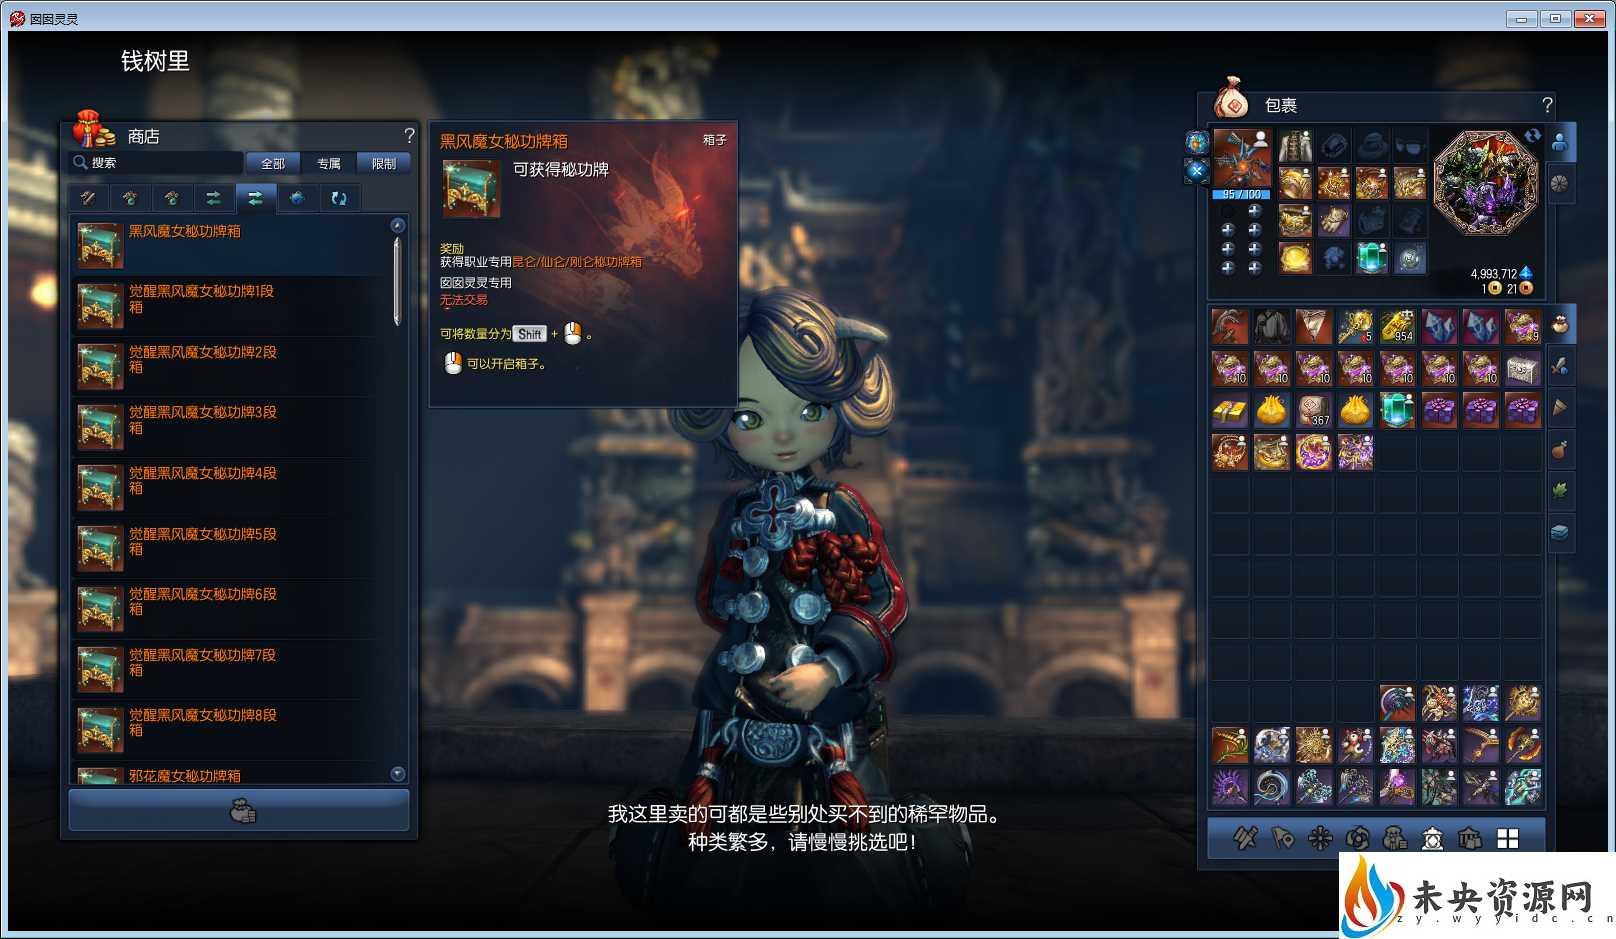 囡囡灵灵
钱树里
商店
?
搜索
全部
专属
限制
黑风魔女秘功牌箱
觉醒黑风魔女秘功牌1段
箱
觉醒黑风魔女秘功牌2段
箱
觉醒黑风魔女秘功牌3段
箱
觉醒黑风魔女秘功牌4段
箱
觉醒黑风魔女秘功牌5段
箱
觉醒黑风魔女秘功牌6段
箱
觉醒黑风魔女秘功牌7段
箱
觉醒黑风魔女秘功牌8段
箱
邪花魔女秘功牌箱
黑风魔女秘功牌箱
箱子
可获得秘功牌
奖励
获得职业专用昆仑/仙仑/刚仑秘功牌箱
囡囡灵灵专用
无法交易
可将数量分为 Shift + 。
可以开启箱子。
我这里卖的可都是些别处买不到的稀罕物品。
种类繁多，请慢慢挑选吧！
包裹
?
95 / 100
4,993,712
1 21
5
954
9
10
10
10
10
10
10
10
367
未央资源网
zy.wyyidc.cn